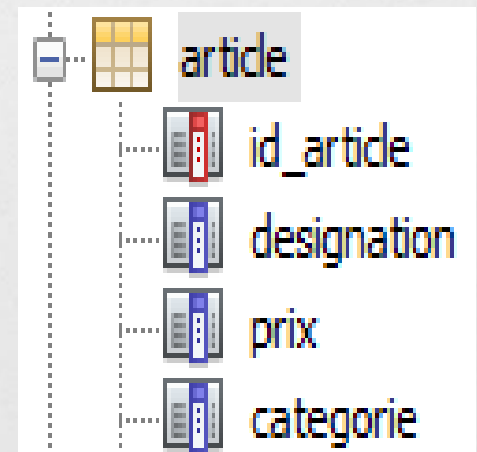 article
id_article
designation
prix
categorie